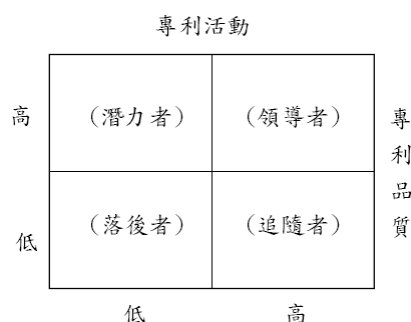 專利活動
高
（潛力者）
（領導者）
專利品質
低
（落後者）
（追隨者）
低
高